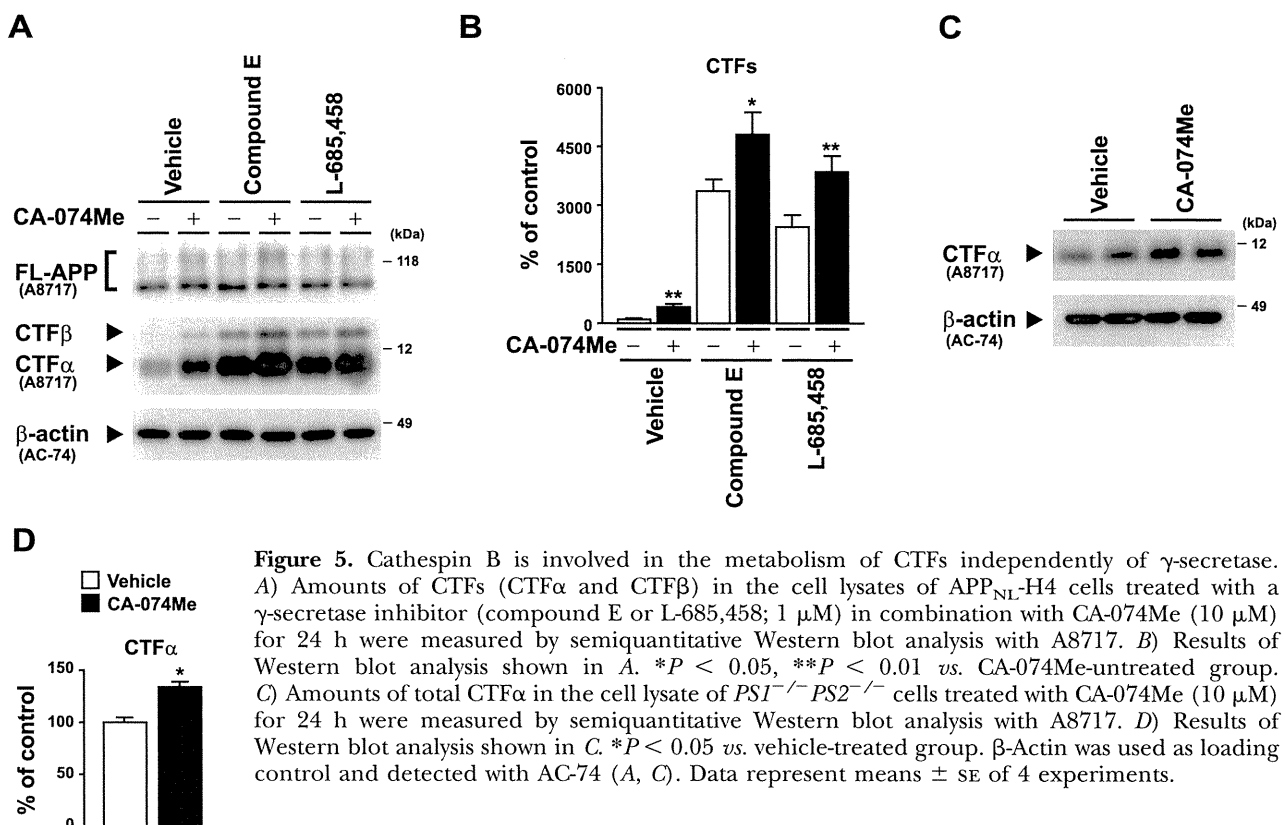 A
Vehicle
Compound E
L-685,458
CA-074Me − + − + − +
(kDa)
FL-APP
(A8717)
118
CTFβ
12
CTFα
(A8717)
β-actin
(AC-74)
49
B
CTFs
% of control
6000
4500
3000
1500
0
**
*
**
CA-074Me − + − + − +
Vehicle
Compound E
L-685,458
C
Vehicle
CA-074Me
(kDa)
CTFα
(A8717)
12
β-actin
(AC-74)
49
D
Vehicle
CA-074Me
CTFα
% of control
150
100
50
0
*
Figure 5. Cathespin B is involved in the metabolism of CTFs independently of γ-secretase.
A) Amounts of CTFs (CTFα and CTFβ) in the cell lysates of APPNL-H4 cells treated with a
γ-secretase inhibitor (compound E or L-685,458; 1 μM) in combination with CA-074Me (10 μM)
for 24 h were measured by semiquantitative Western blot analysis with A8717. B) Results of
Western blot analysis shown in A. *P < 0.05, **P < 0.01 vs. CA-074Me-untreated group.
C) Amounts of total CTFα in the cell lysate of PS1−/−PS2−/− cells treated with CA-074Me (10 μM)
for 24 h were measured by semiquantitative Western blot analysis with A8717. D) Results of
Western blot analysis shown in C. *P < 0.05 vs. vehicle-treated group. β-Actin was used as loading
control and detected with AC-74 (A, C). Data represent means ± SE of 4 experiments.